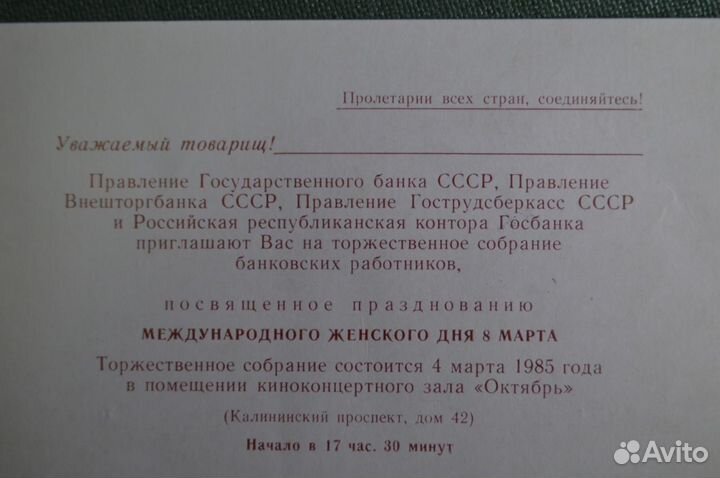 Пролетарии всех стран, соединяйтесь!
Уважаемый товарищ!
Правление Государственного банка СССР, Правление
Внешторгбанка СССР, Правление Гострудсберкасс СССР
и Российская республиканская контора Госбанка
приглашают Вас на торжественное собрание
банковских работников,
посвященное празднованию
МЕЖДУНАРОДНОГО ЖЕНСКОГО ДНЯ 8 МАРТА
Торжественное собрание состоится 4 марта 1985 года
в помещении киноконцертного зала «Октябрь»
(Калининский проспект, дом 42)
Начало в 17 час. 30 минут
Avito